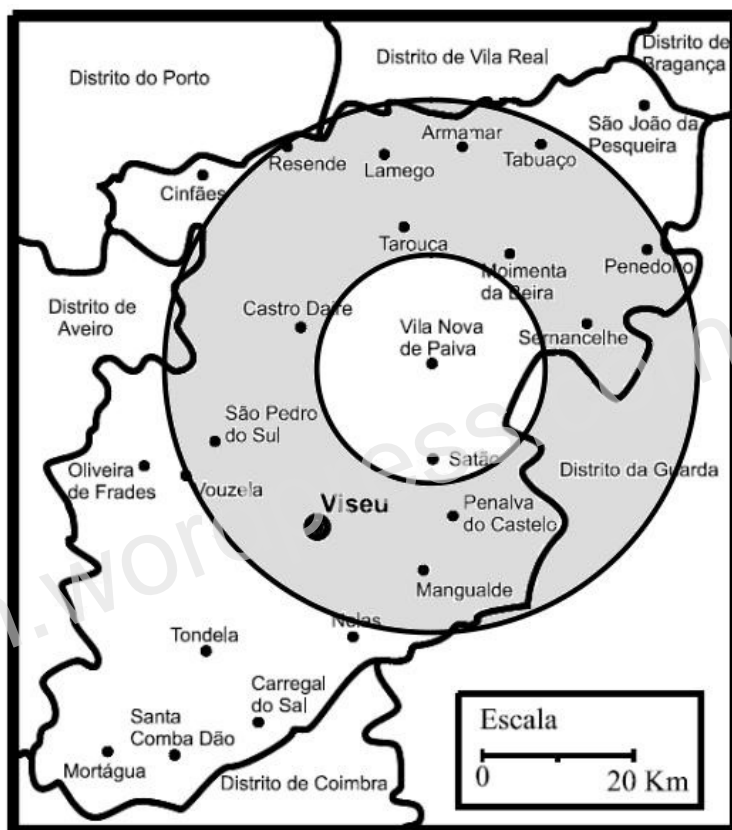 Distrito do Porto
Distrito de Vila Real
Distrito de
Bragança
São João da
Pesqueira
Armamar
Tabuaço
Resende
Lamego
Cinfães
Tarouca
Moimenta
da Beira
Penedono
Distrito de
Aveiro
Castro Daire
Vila Nova
de Paiva
Sernancelhe
São Pedro
do Sul
Oliveira
de Frades
Vouzela
Satão
Distrito da Guarda
Viseu
Penalva
do Castelo
Mangualde
Nelas
Tondela
Carregal
do Sal
Santa
Comba Dão
Mortágua
Distrito de Coimbra
Escala
0 20 Km